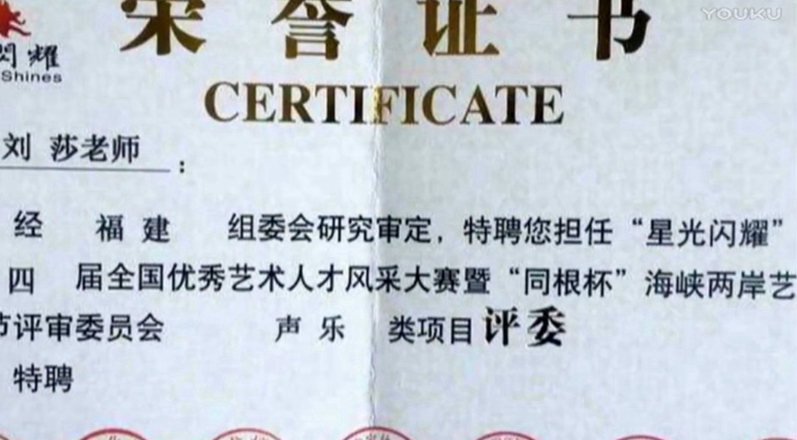 YOUKU
荣誉证书
闪耀
Shines
CERTIFICATE
刘 莎老师：
经 福建 组委会研究审定，特聘您担任“星光闪耀”
四 届全国优秀艺术人才风采大赛暨“同根杯”海峡两岸艺
节评审委员会 声乐 类项目评委
特聘